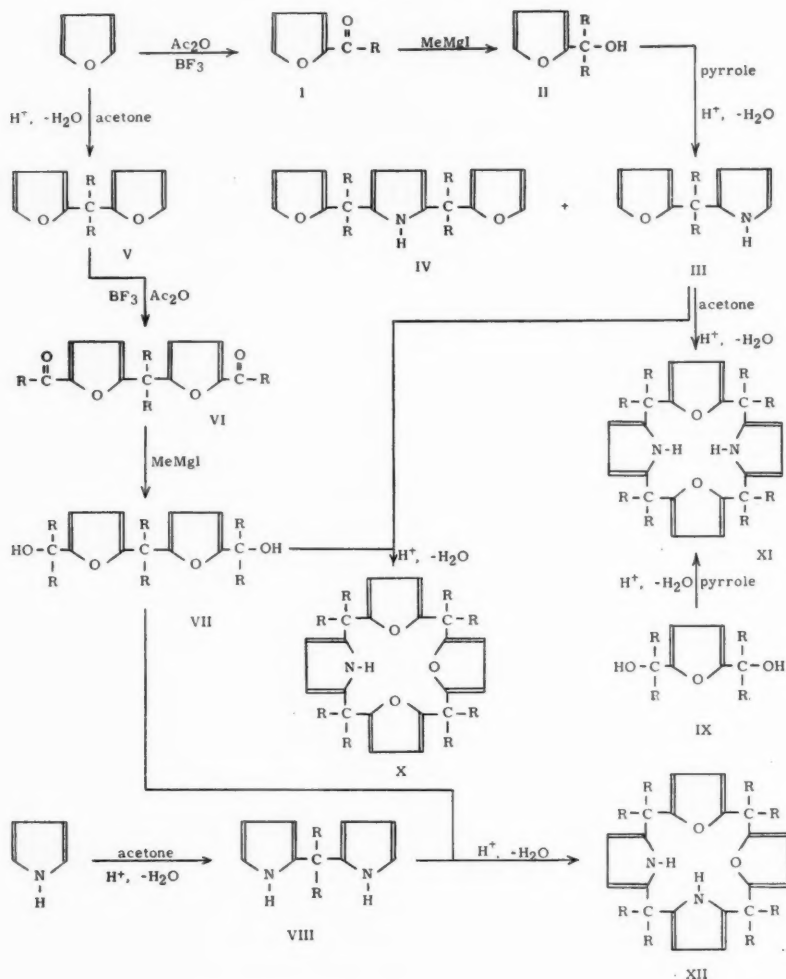 O
Ac2O
BF3
O
O
C
R
I
MeMgI
O
R
C-OH
R
II
pyrrole
H+, -H2O
H+, -H2O
acetone
O
R
C
R
O
V
O
R
C
R
N
H
R
C
R
O
IV
+
O
R
C
R
N
H
III
BF3
Ac2O
acetone
H+, -H2O
O
R-C
O
R
C
R
O
O
C-R
VI
MeMgI
R
HO-C
R
O
R
C
R
O
R
C-OH
R
VII
H+, -H2O
R R
C
O
R R
C
N-H
O
R R
C
O
R R
C
X
R R
C
O
R R
C
N-H
H-N
R R
C
O
R R
C
XI
H+, -H2O
pyrrole
R
HO-C
R
O
R
C-OH
R
IX
N
H
acetone
H+, -H2O
N
H
R
C
R
N
H
VIII
H+, -H2O
R R
C
O
R R
C
N-H
O
H
N
R-C-R
R-C-R
XII